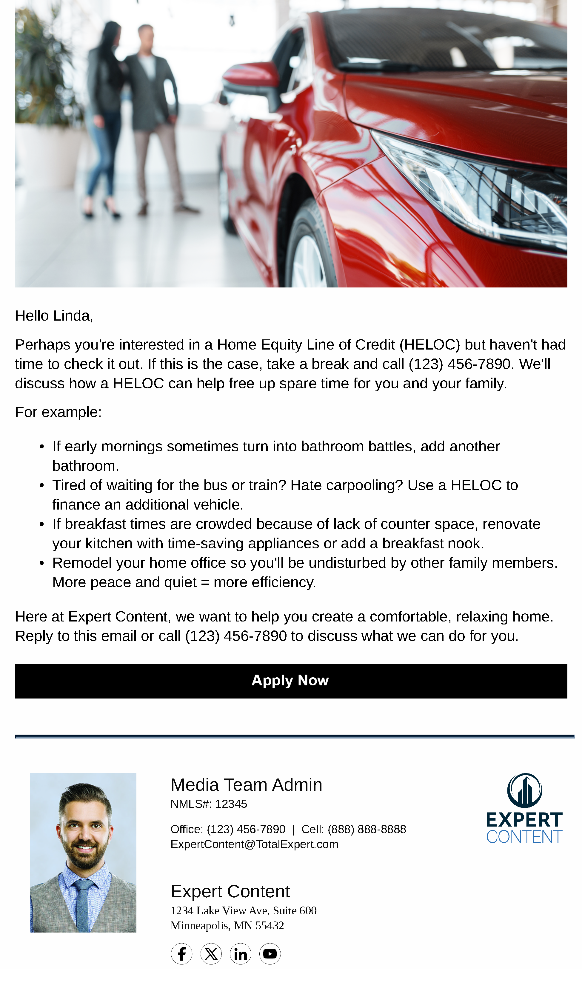 Hello Linda,
Perhaps you're interested in a Home Equity Line of Credit (HELOC) but haven't had
time to check it out. If this is the case, take a break and call (123) 456-7890. We'll
discuss how a HELOC can help free up spare time for you and your family.
For example:
• If early mornings sometimes turn into bathroom battles, add another
bathroom.
• Tired of waiting for the bus or train? Hate carpooling? Use a HELOC to
finance an additional vehicle.
• If breakfast times are crowded because of lack of counter space, renovate
your kitchen with time-saving appliances or add a breakfast nook.
• Remodel your home office so you'll be undisturbed by other family members.
More peace and quiet = more efficiency.
Here at Expert Content, we want to help you create a comfortable, relaxing home.
Reply to this email or call (123) 456-7890 to discuss what we can do for you.
Apply Now
Media Team Admin
NMLS#: 12345
Office: (123) 456-7890 | Cell: (888) 888-8888
ExpertContent@TotalExpert.com
EXPERT
CONTENT
Expert Content
1234 Lake View Ave. Suite 600
Minneapolis, MN 55432